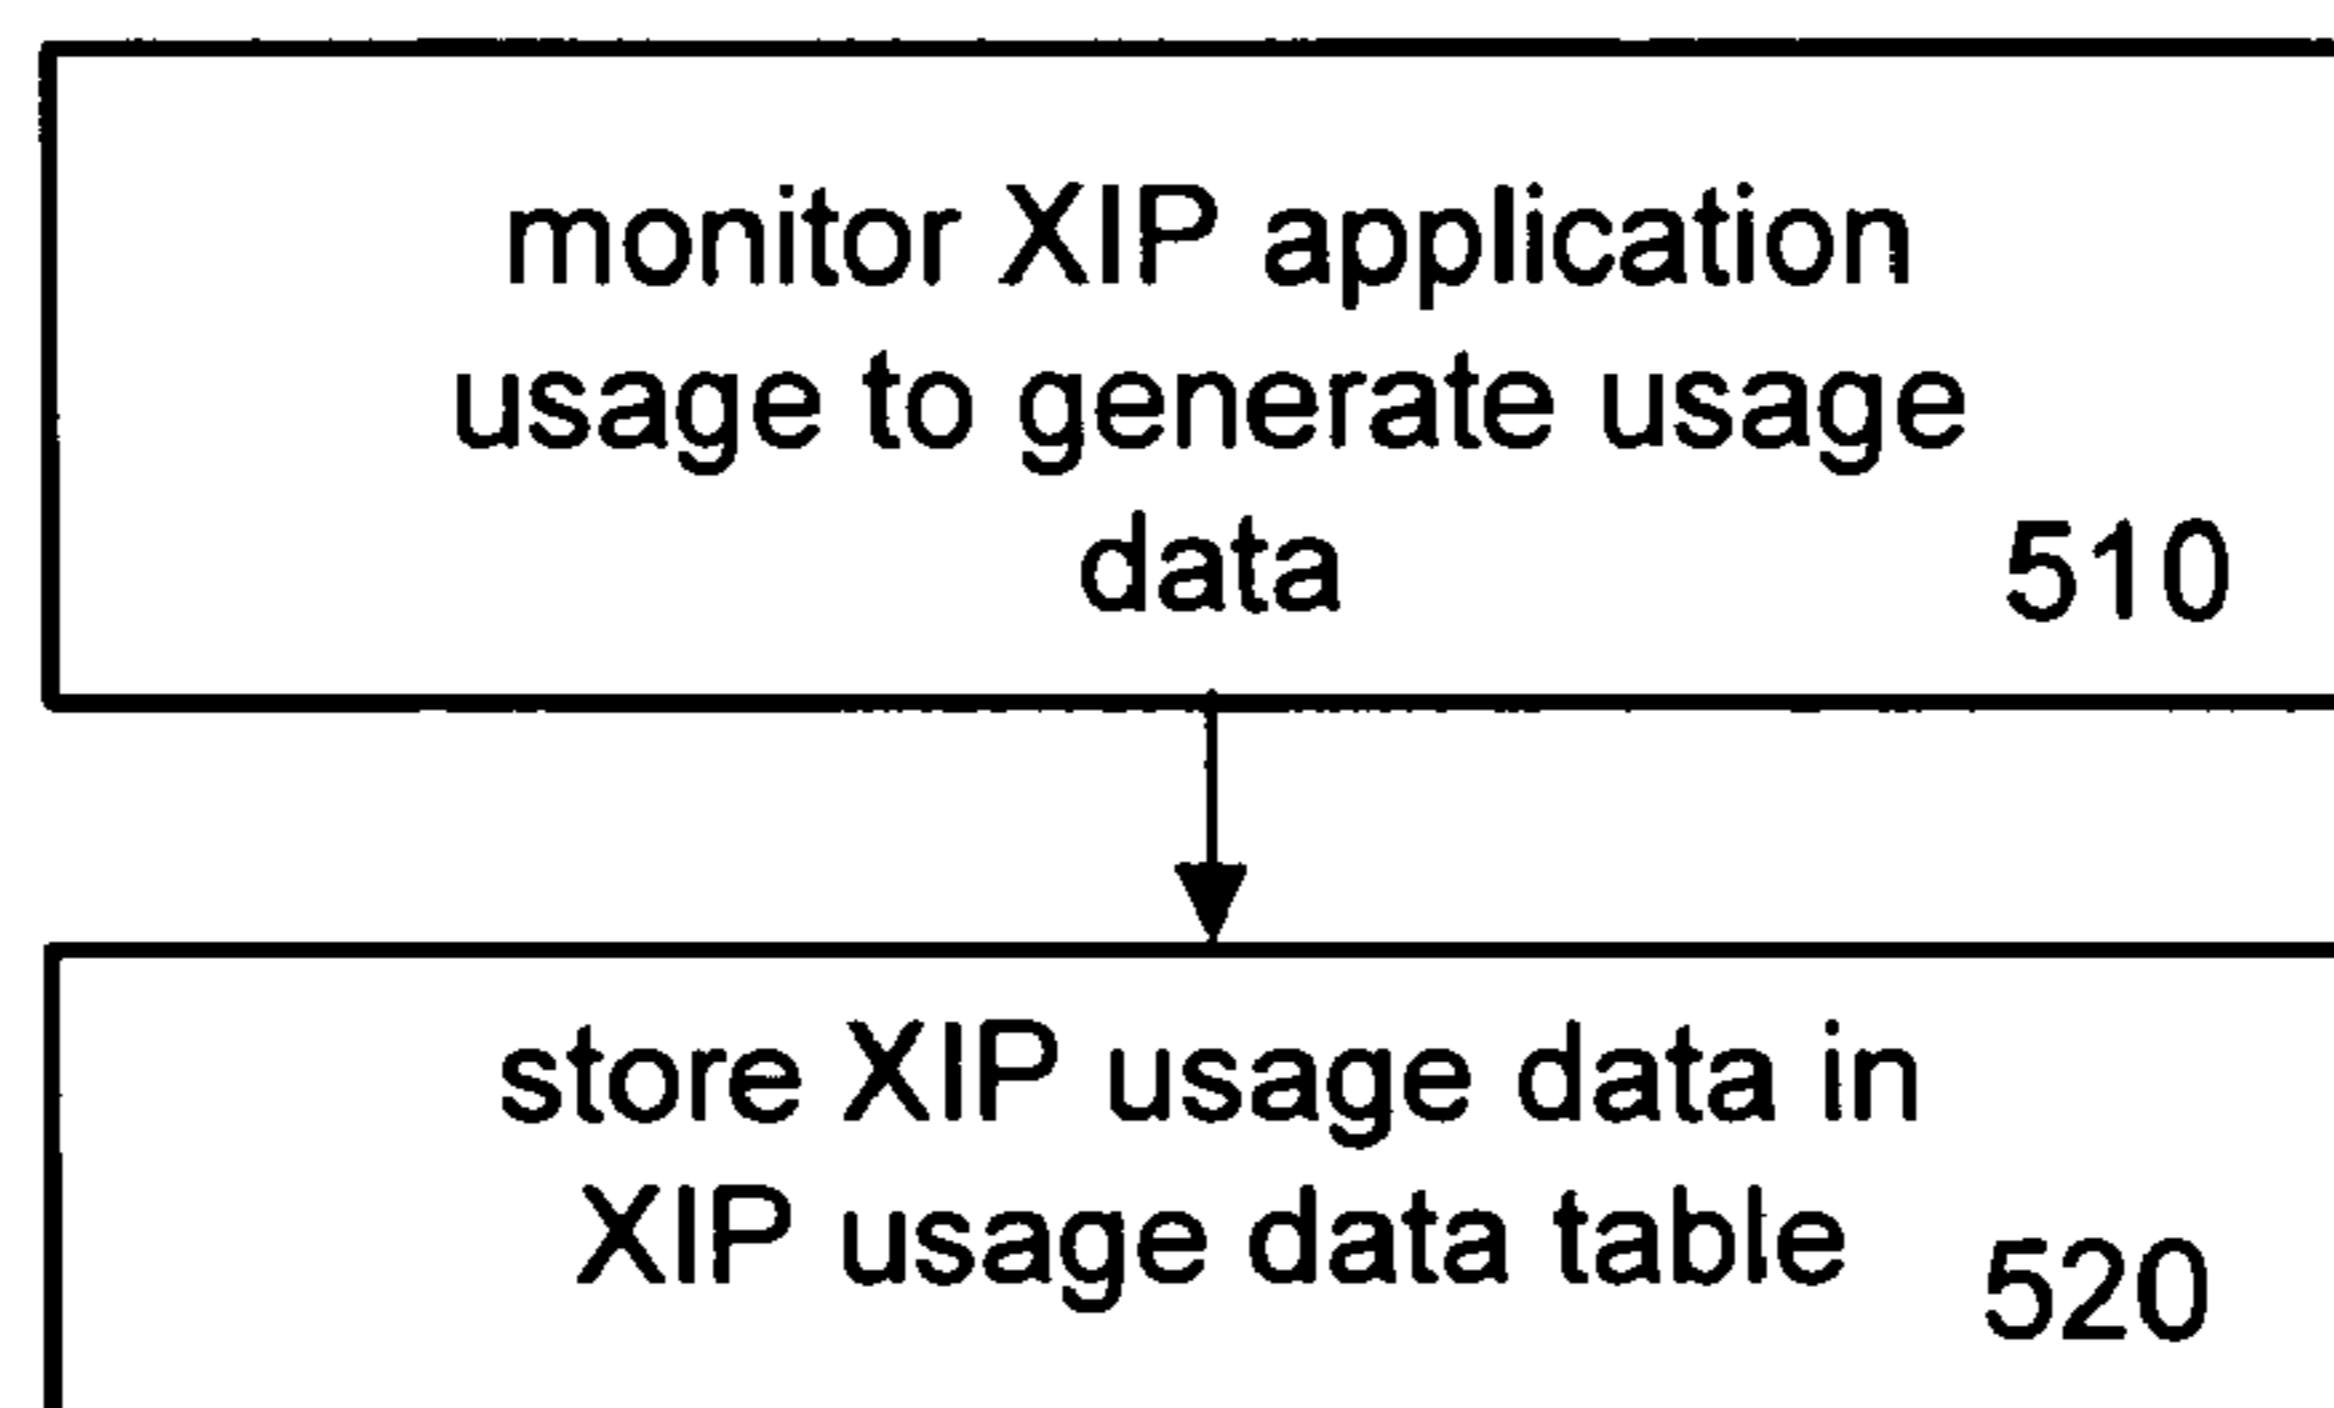 monitor XIP application
usage to generate usage
data
510
store XIP usage data in
XIP usage data table
520